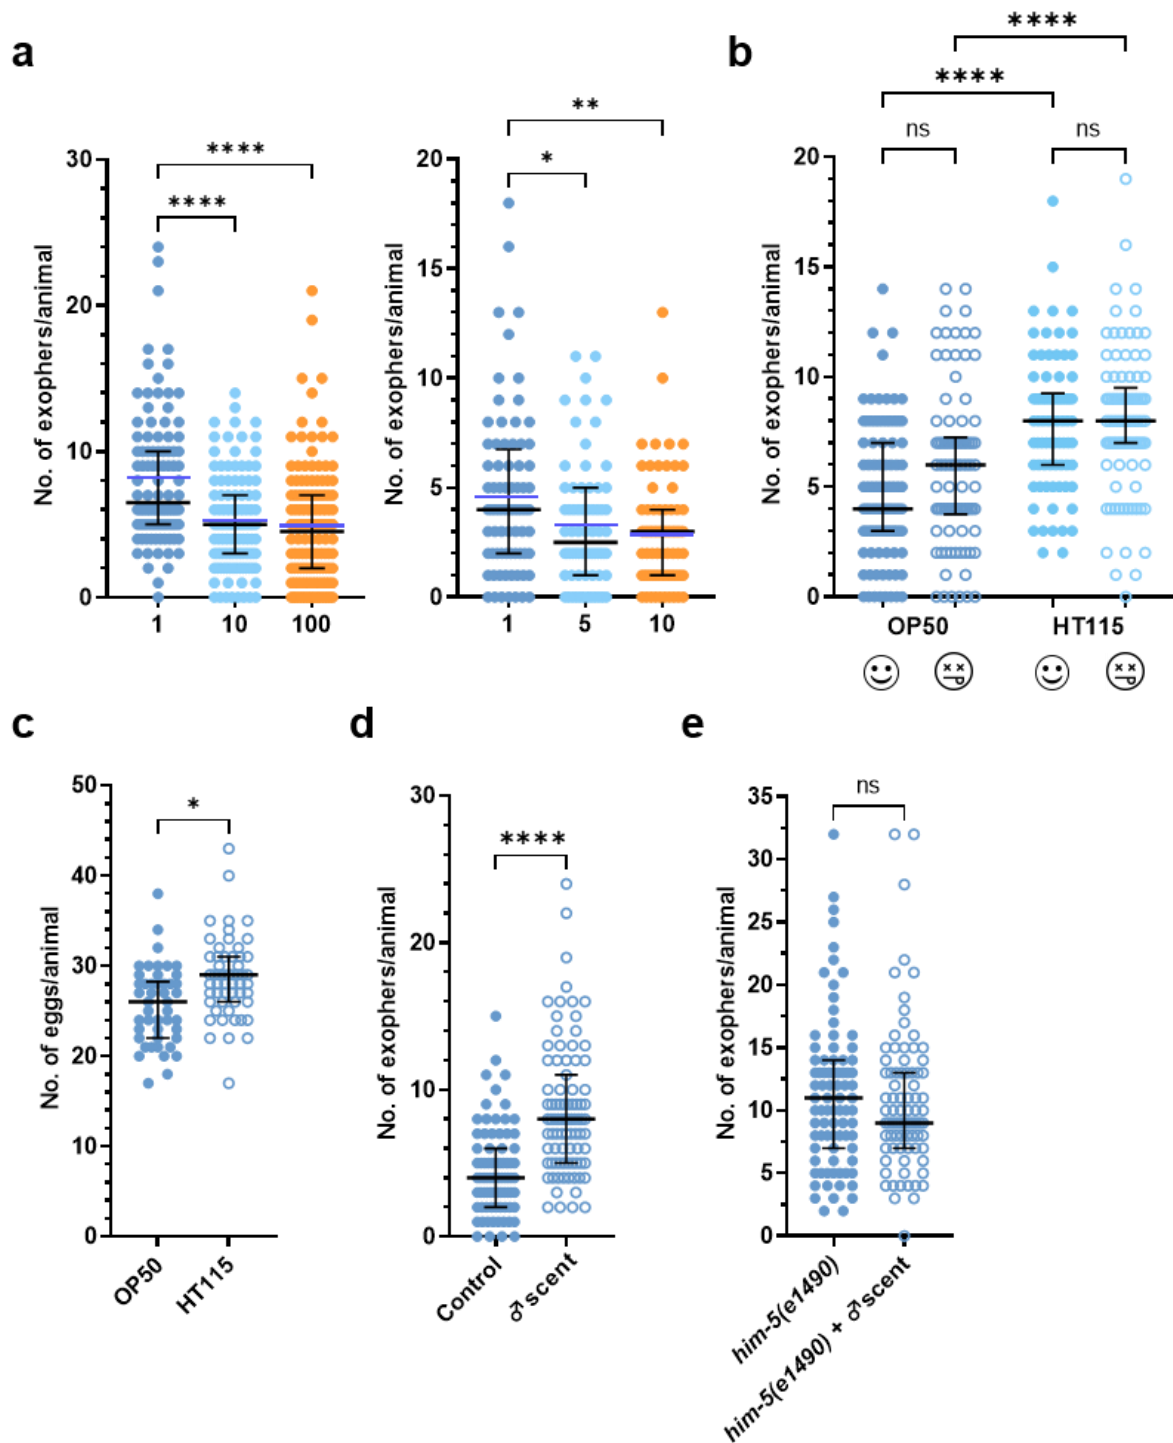 a
b
**** 
****
ns
ns
****
****
**
*
No. of exophers/animal
30
20
10
0
1
10
100
No. of exophers/animal
20
15
10
5
0
1
5
10
No. of exophers/animal
20
15
10
5
0
OP50
HT115
c
d
e
No. of eggs/animal
50
40
30
20
10
0
*
OP50
HT115
No. of exophers/animal
30
20
10
0
****
Control
♂ scent
No. of exophers/animal
35
30
25
20
15
10
5
0
ns
him-5(e1490)
him-5(e1490) + ♂ scent